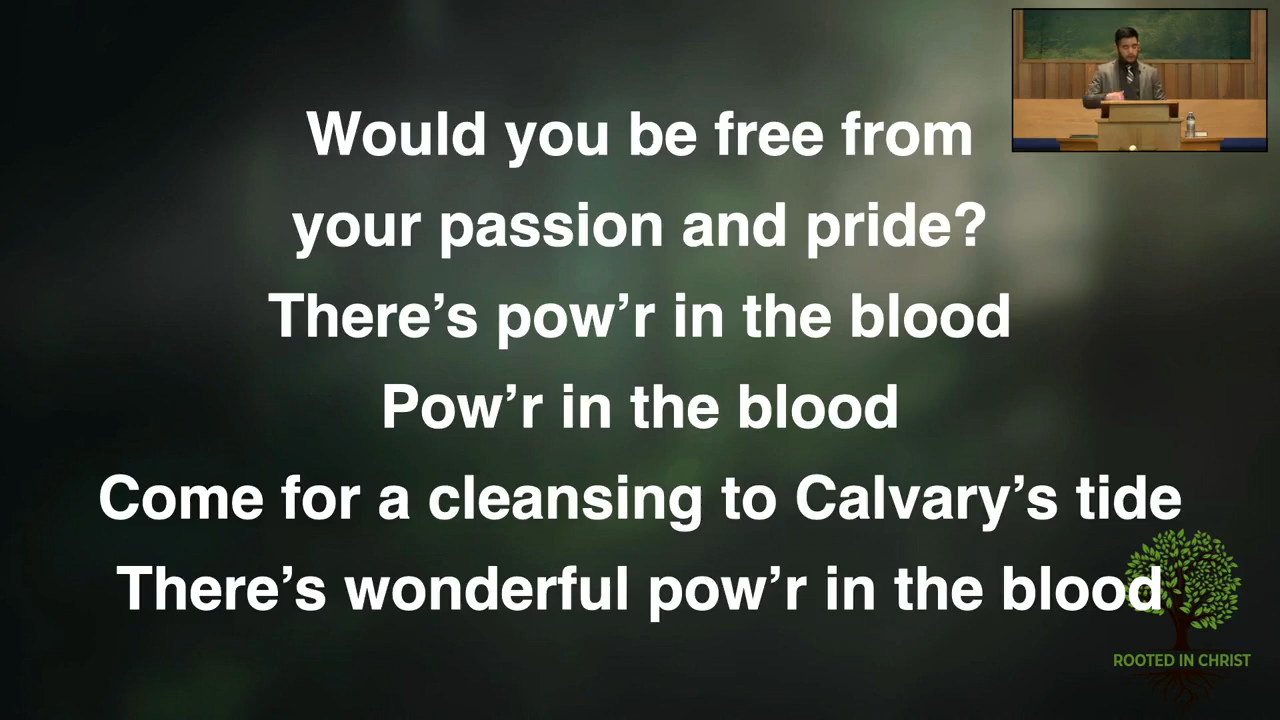 Would you be free from
your passion and pride?
There’s pow’r in the blood
Pow’r in the blood
Come for a cleansing to Calvary’s tide
There’s wonderful pow’r in the blood
ROOTED IN CHRIST